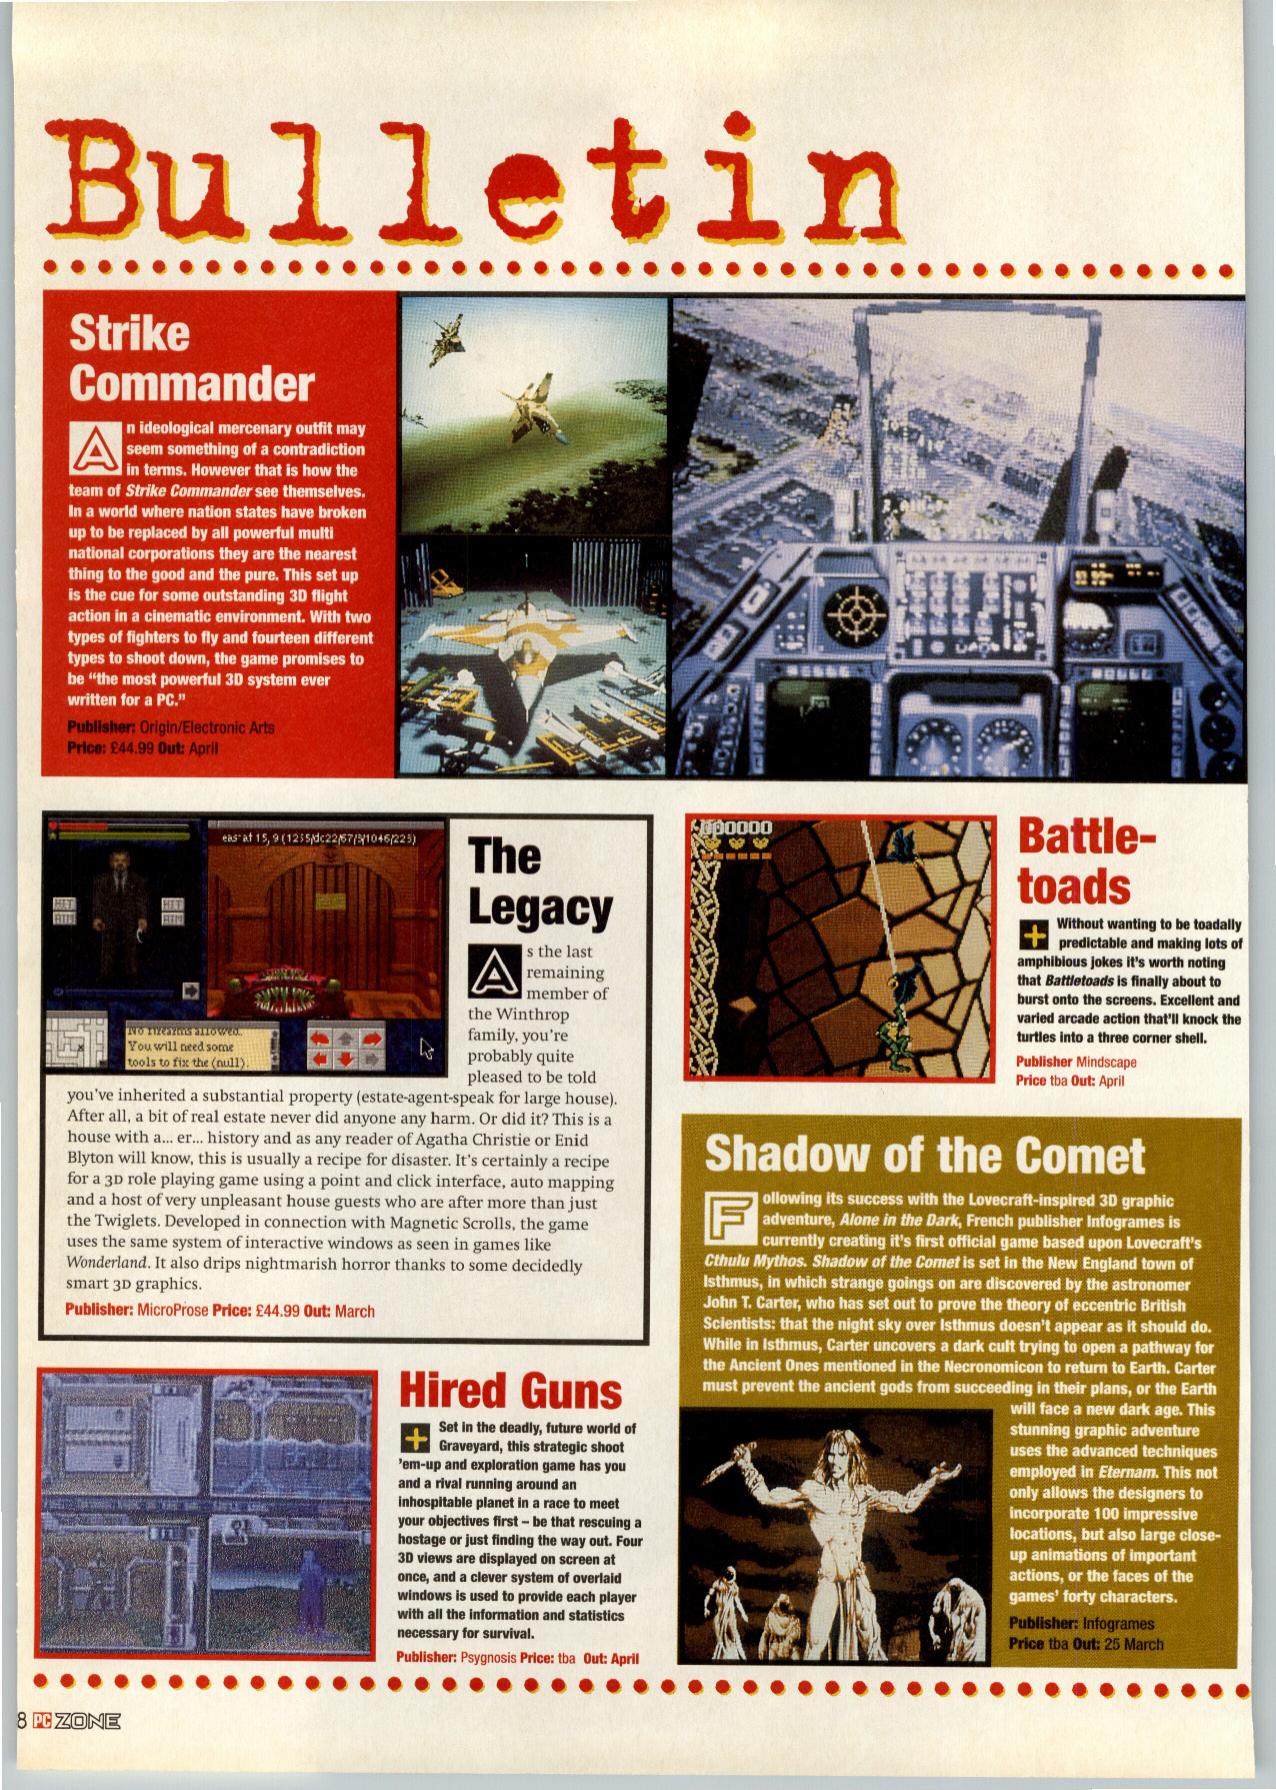 Bulletin
Strike
Commander
An ideological mercenary outfit may
seem something of a contradiction
in terms. However that is how the
team of Strike Commander see themselves.
In a world where nation states have broken
up to be replaced by all powerful multi
national corporations they are the nearest
thing to the good and the pure. This set up
is the cue for some outstanding 3D flight
action in a cinematic environment. With two
types of fighters to fly and fourteen different
types to shoot down, the game promises to
be “the most powerful 3D system ever
written for a PC.”
Publisher: Origin/Electronic Arts
Price: £44.99 Out: April
HIT
AIM
HIT
AIM
No firearms allowed.
You will need some
tools to fix the (null).
The
Legacy
As the last
remaining
member of
the Winthrop
family, you're
probably quite
pleased to be told
you've inherited a substantial property (estate-agent-speak for large house).
After all, a bit of real estate never did anyone any harm. Or did it? This is a
house with a... er... history and as any reader of Agatha Christie or Enid
Blyton will know, this is usually a recipe for disaster. It's certainly a recipe
for a 3D role playing game using a point and click interface, auto mapping
and a host of very unpleasant house guests who are after more than just
the Twiglets. Developed in connection with Magnetic Scrolls, the game
uses the same system of interactive windows as seen in games like
Wonderland. It also drips nightmarish horror thanks to some decidedly
smart 3D graphics.
Publisher: MicroProse Price: £44.99 Out: March
Battle-
toads
Without wanting to be toadally
predictable and making lots of
amphibious jokes it's worth noting
that Battletoads is finally about to
burst onto the screens. Excellent and
varied arcade action that'll knock the
turtles into a three corner shell.
Publisher Mindscape
Price tba Out: April
Shadow of the Comet
Following its success with the Lovecraft-inspired 3D graphic
adventure, Alone in the Dark, French publisher Infogrames is
currently creating it's first official game based upon Lovecraft's
Cthulu Mythos. Shadow of the Comet is set in the New England town of
Isthmus, in which strange goings on are discovered by the astronomer
John T. Carter, who has set out to prove the theory of eccentric British
Scientists: that the night sky over Isthmus doesn't appear as it should do.
While in Isthmus, Carter uncovers a dark cult trying to open a pathway for
the Ancient Ones mentioned in the Necronomicon to return to Earth. Carter
must prevent the ancient gods from succeeding in their plans, or the Earth
will face a new dark age. This
stunning graphic adventure
uses the advanced techniques
employed in Eternam. This not
only allows the designers to
incorporate 100 impressive
locations, but also large close-
up animations of important
actions, or the faces of the
games' forty characters.
Publisher: Infogrames
Price tba Out: 25 March
Hired Guns
Set in the deadly, future world of
Graveyard, this strategic shoot
'em-up and exploration game has you
and a rival running around an
inhospitable planet in a race to meet
your objectives first – be that rescuing a
hostage or just finding the way out. Four
3D views are displayed on screen at
once, and a clever system of overlaid
windows is used to provide each player
with all the information and statistics
necessary for survival.
Publisher: Psygnosis Price: tba Out: April
8 PC ZONE